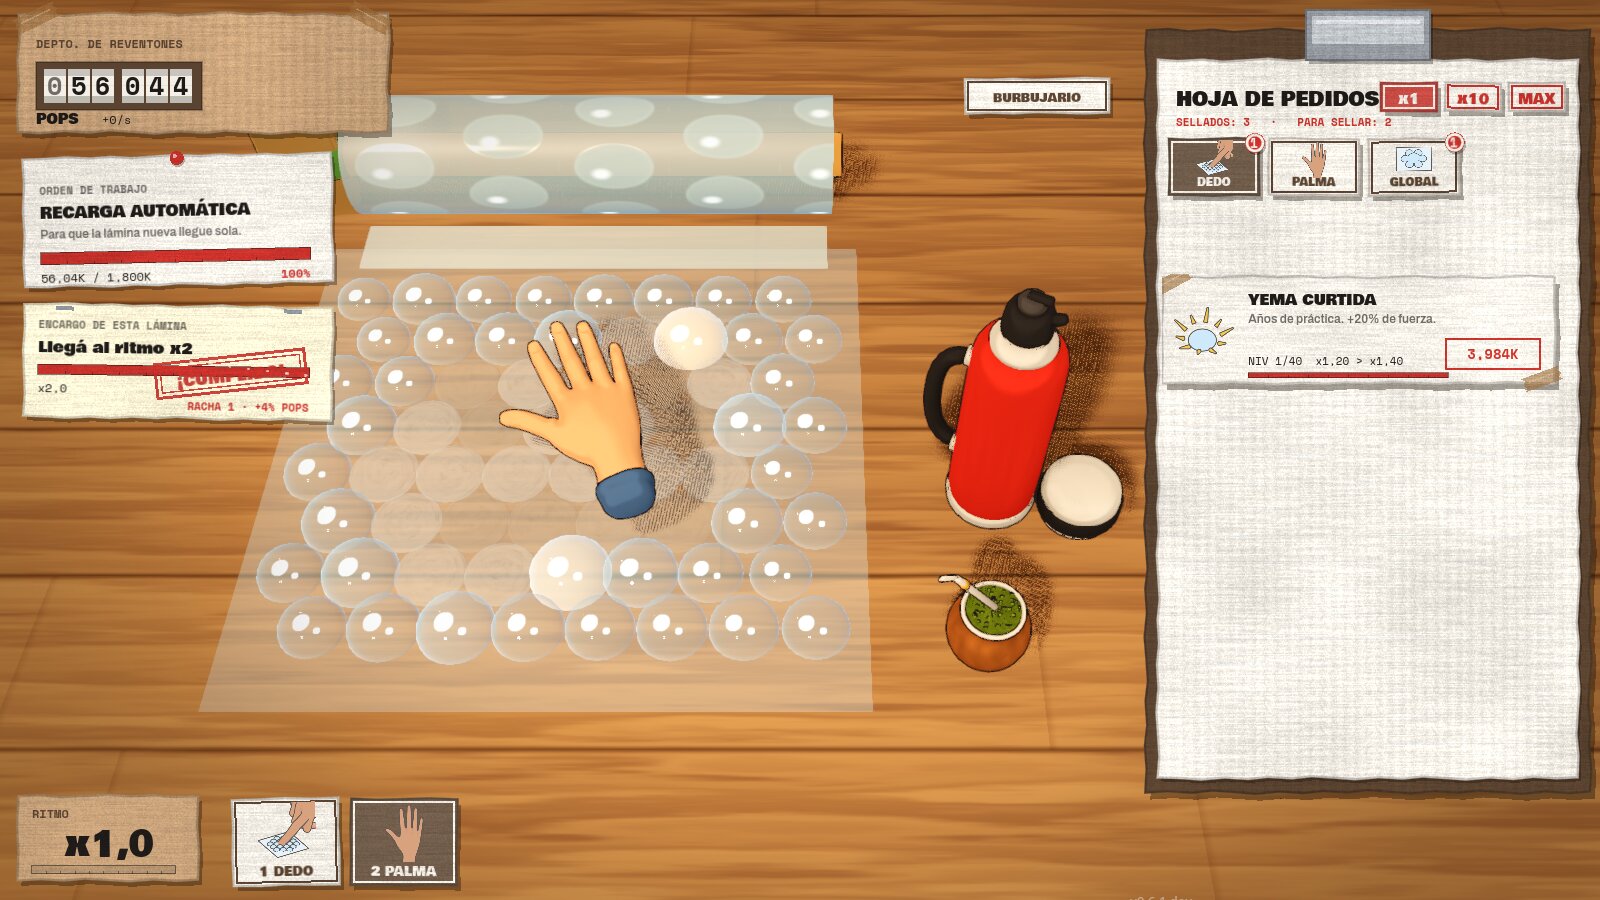 DEPTO. DE REVENTONES
056 044
POPS +0/s
ORDEN DE TRABAJO
RECARGA AUTOMÁTICA
Para que la lámina nueva llegue sola.
56,04K / 1,800K 100%
ENCARGO DE ESTA LÁMINA
Llegá al ritmo x2
x2,0
RACHA 1 · +4% POPS
BURBUJARIO
HOJA DE PEDIDOS x1 x10 MAX
SELLADOS: 3 · PARA SELLAR: 2
1 1
DEDO PALMA GLOBAL
YEMA CURTIDA
Años de práctica. +20% de fuerza.
NIV 1/40 x1,20 > x1,40 3,984K
RITMO
x1,0
1 DEDO 2 PALMA